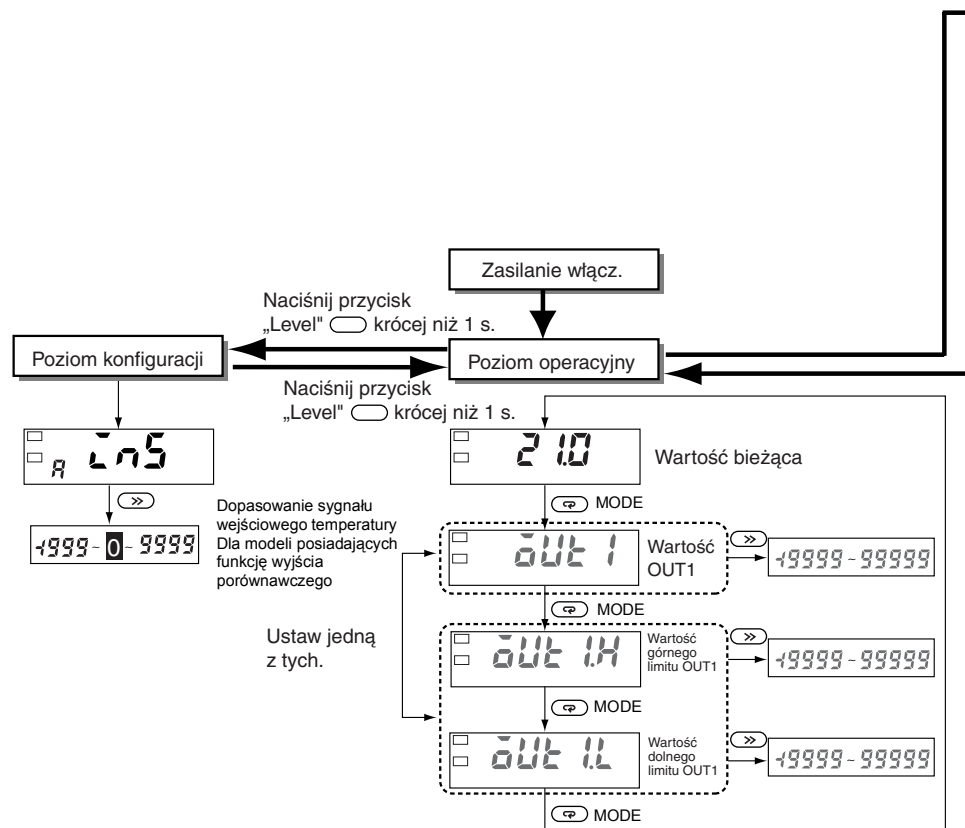 Zasilanie włącz.
Naciśnij przycisk
„Level" krócej niż 1 s.
Poziom konfiguracji
Poziom operacyjny
Naciśnij przycisk
„Level" krócej niż 1 s.
A inS
21.0
Wartość bieżąca
MODE
-1999~0~9999
Dopasowanie sygnału
wejściowego temperatury
Dla modeli posiadających
funkcję wyjścia
porównawczego
oUt 1
Wartość
OUT1
-19999~99999
MODE
Ustaw jedną
z tych.
oUt 1.H
Wartość
górnego
limitu OUT1
-19999~99999
MODE
oUt 1.L
Wartość
dolnego
limitu OUT1
-19999~99999
MODE